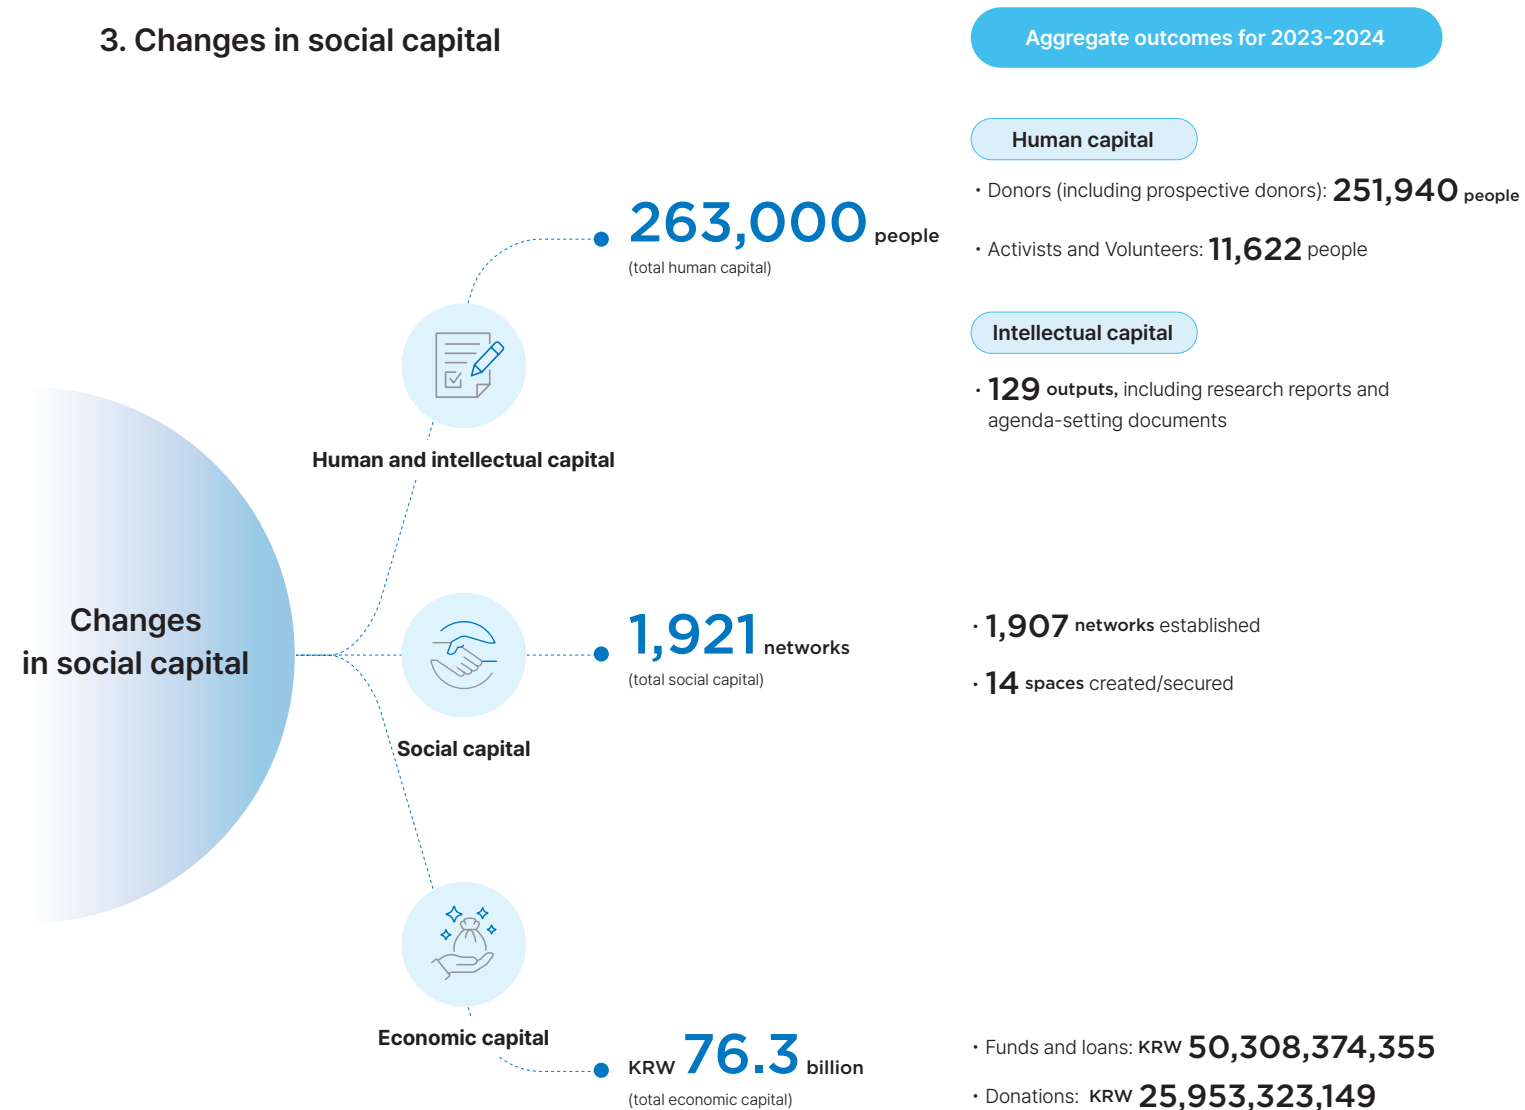 3. Changes in social capital
Aggregate outcomes for 2023-2024
Human capital
· Donors (including prospective donors): 251,940 people
263,000 people
(total human capital)
· Activists and Volunteers: 11,622 people
Intellectual capital
· 129 outputs, including research reports and
agenda-setting documents
Human and intellectual capital
Changes
in social capital
1,921 networks
(total social capital)
· 1,907 networks established
· 14 spaces created/secured
Social capital
Economic capital
KRW 76.3 billion
(total economic capital)
· Funds and loans: KRW 50,308,374,355
· Donations: KRW 25,953,323,149